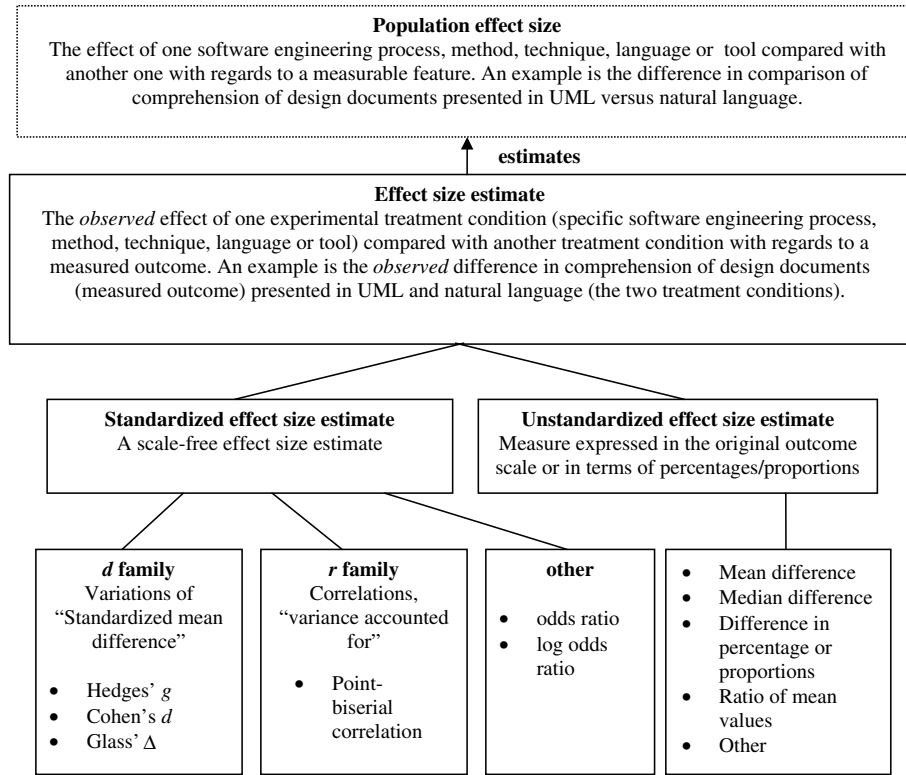 Population effect size
The effect of one software engineering process, method, technique, language or tool compared with
another one with regards to a measurable feature. An example is the difference in comparison of
comprehension of design documents presented in UML versus natural language.
estimates
Effect size estimate
The observed effect of one experimental treatment condition (specific software engineering process,
method, technique, language or tool) compared with another treatment condition with regards to a
measured outcome. An example is the observed difference in comprehension of design documents
(measured outcome) presented in UML and natural language (the two treatment conditions).
Standardized effect size estimate
A scale-free effect size estimate
Unstandardized effect size estimate
Measure expressed in the original outcome
scale or in terms of percentages/proportions
d family
Variations of
“Standardized mean
difference”
• Hedges’ g
• Cohen’s d
• Glass’ Δ
r family
Correlations,
“variance accounted
for”
• Point-
biserial
correlation
other
• odds ratio
• log odds
ratio
• Mean difference
• Median difference
• Difference in
percentage or
proportions
• Ratio of mean
values
• Other